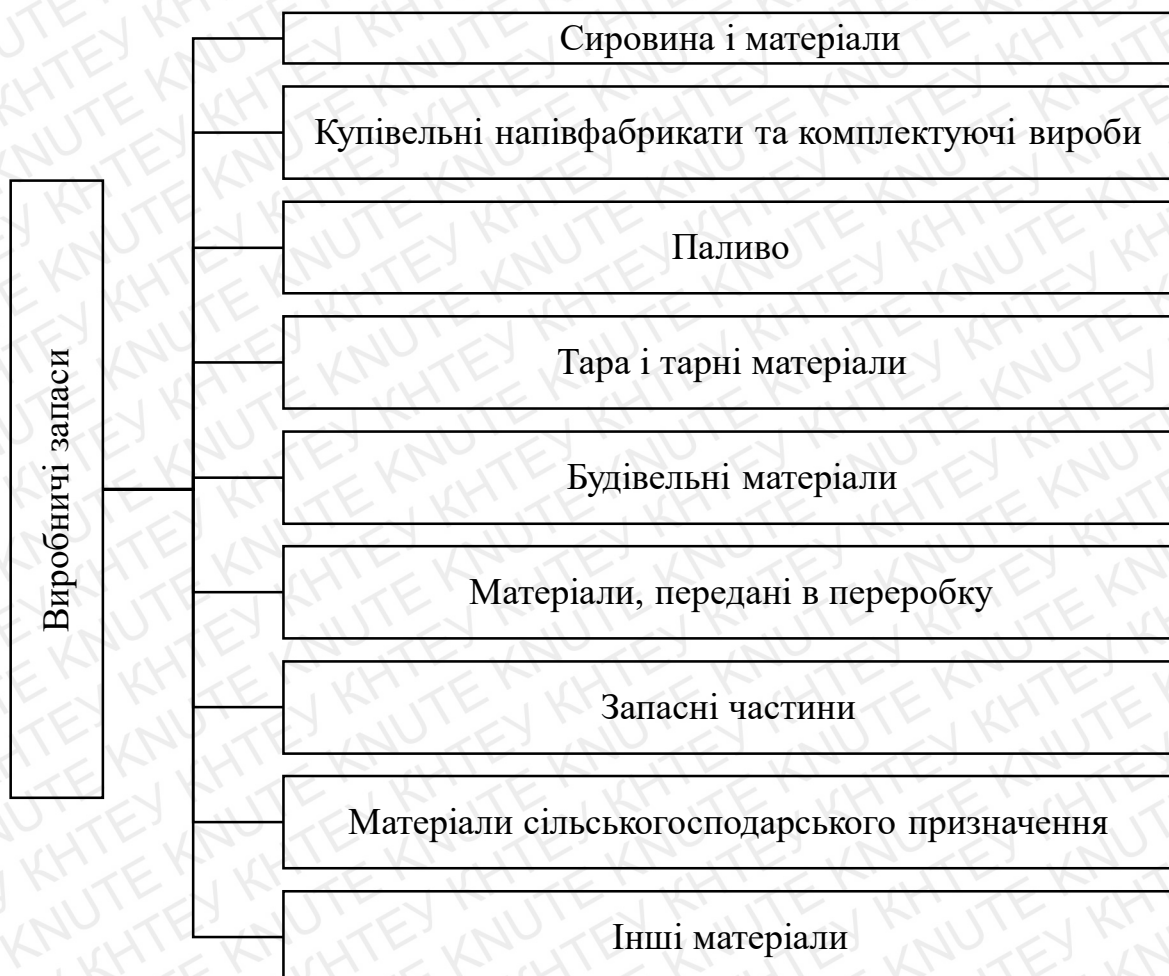 Сировина і матеріали
Купівельні напівфабрикати та комплектуючі вироби
Паливо
Тара і тарні матеріали
Будівельні матеріали
Виробничі запаси
Матеріали, передані в переробку
Запасні частини
Матеріали сільськогосподарського призначення
Інші матеріали